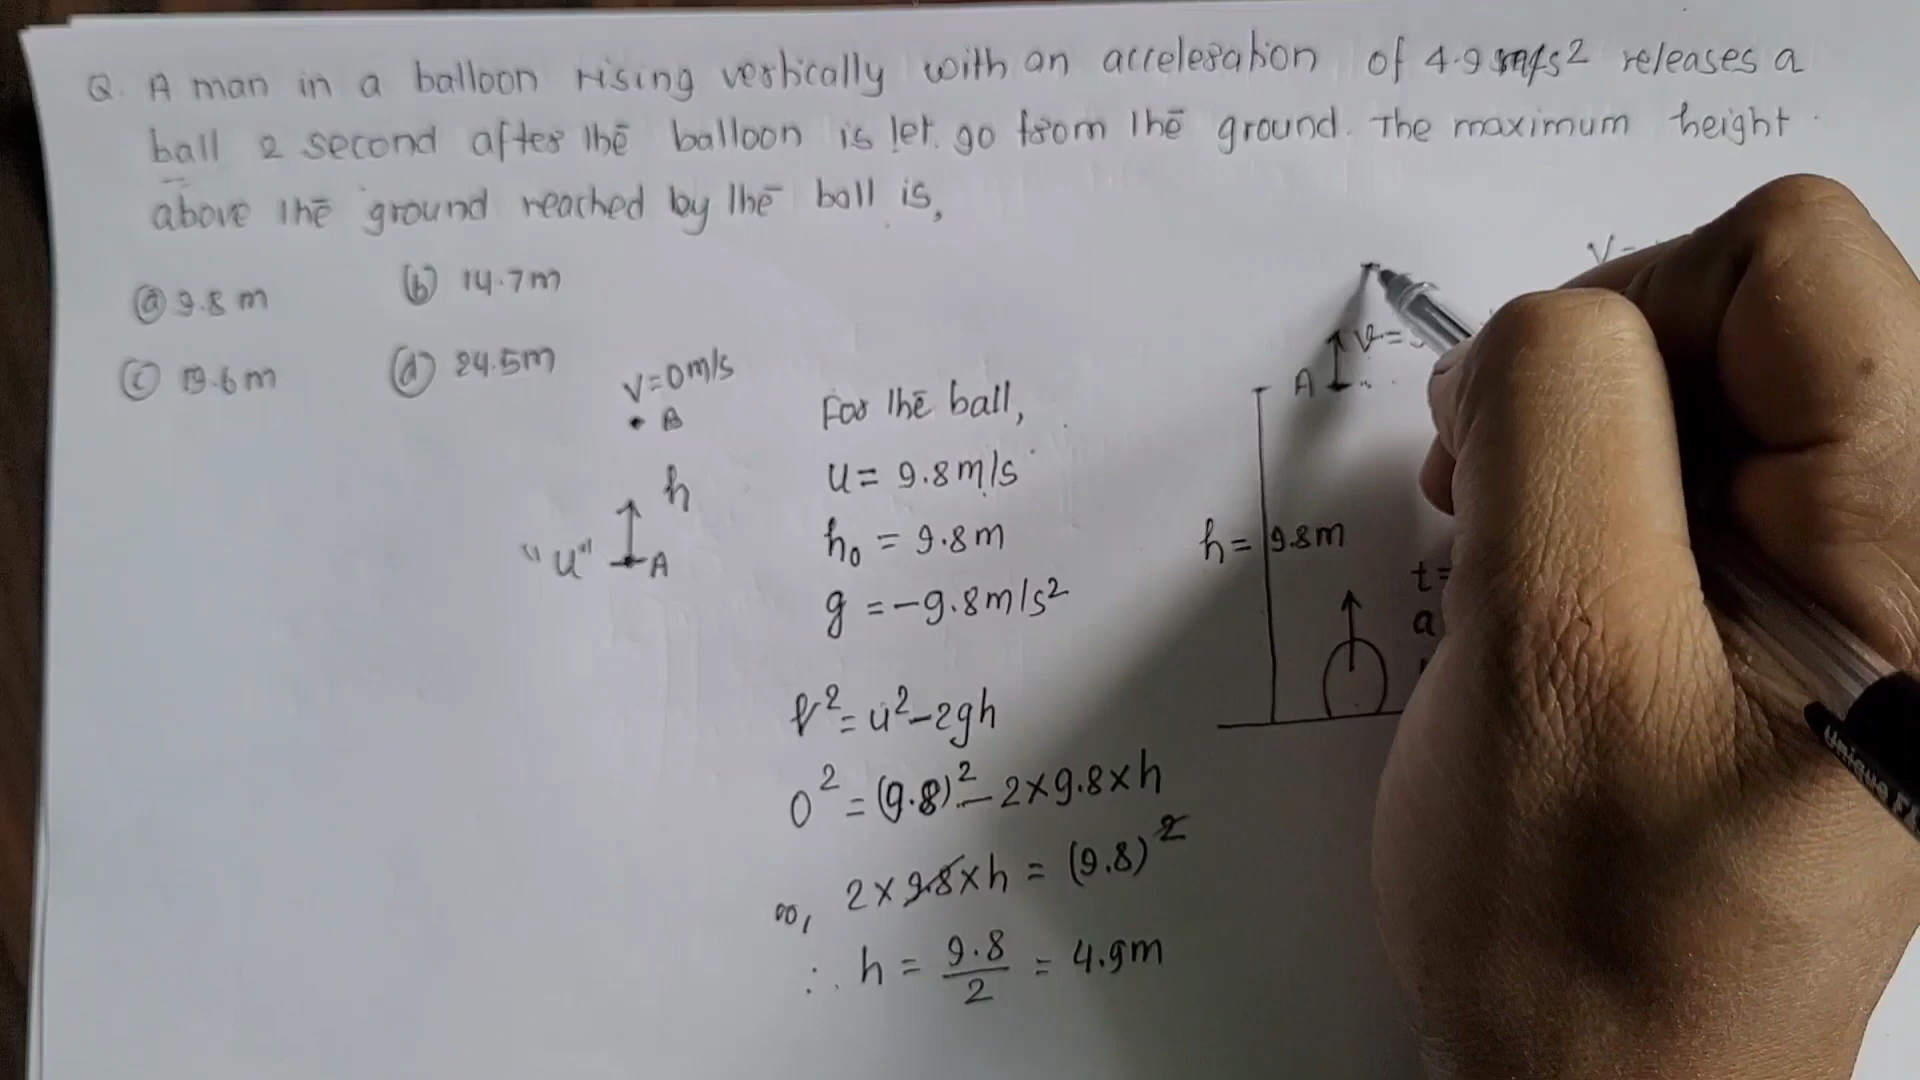 Q. A man in a balloon rising vertically with an acceleration of 4.9 m/s2 releases a
ball 2 second after the balloon is let go from the ground. The maximum height
above the ground reached by the ball is,
(a) 9.8 m
(b) 14.7m
(c) 19.6m
(d) 24.5m
V=0m/s
B
h
"u"
A
For the ball,
u = 9.8m/s
h₀ = 9.8m
g = -9.8m/s²
v² = u²-2gh
0² = (9.8)² - 2×9.8×h
2×9.8×h = (9.8)²
∴ h = 9.8/2 = 4.9m
V=
A
v=
h= 9.8m
t=
a